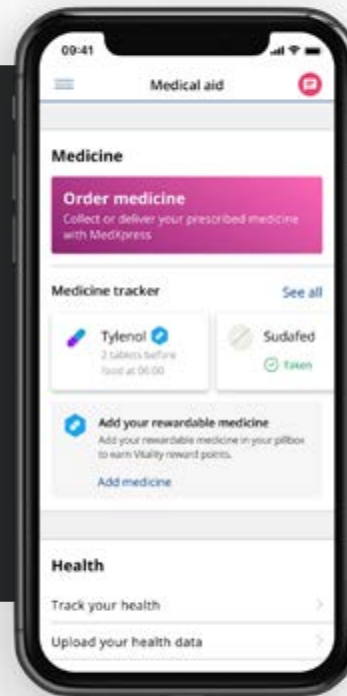 09:41
Medical aid
Medicine
Order medicine
Collect or deliver your prescribed medicine
with MedXpress
Medicine tracker
See all
Tylenol
2 tablets before
food at 06:00
Sudafed
Taken
Add your rewardable medicine
Add your rewardable medicine in your pillbox
to earn Vitality reward points.
Add medicine
Health
Track your health
Upload your health data